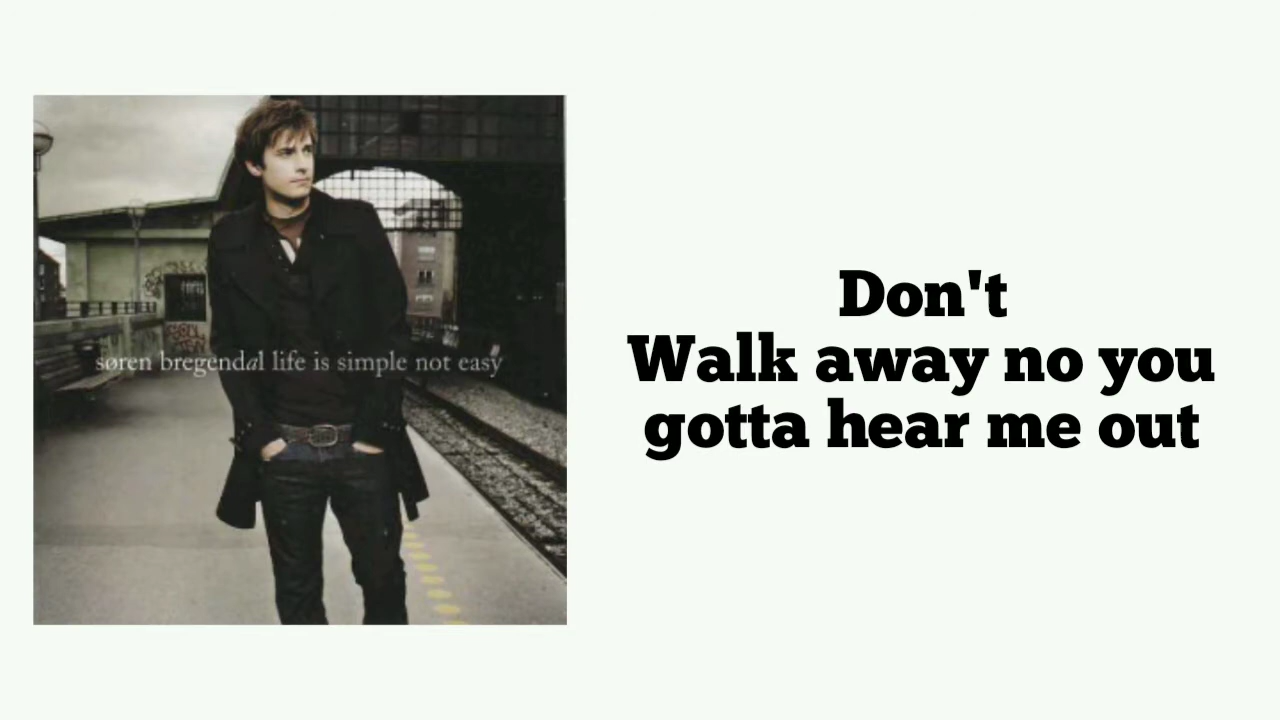 søren bregendal life is simple not easy
Don't
Walk away no you
gotta hear me out